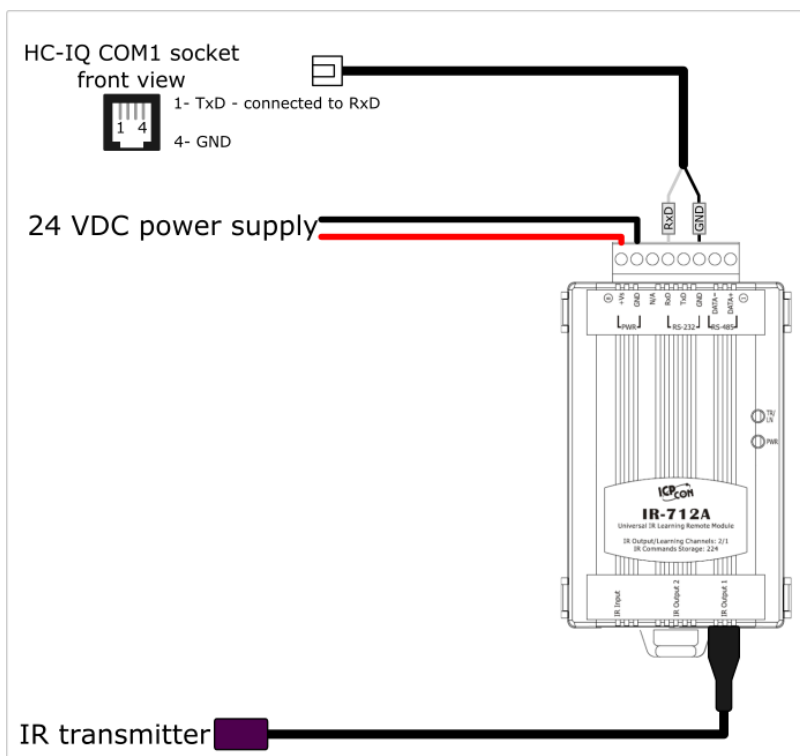 HC-IQ COM1 socket
front view
1- TxD - connected to RxD
1 4
4- GND
24 VDC power supply
RxD
GND
+Vs
GND
N/A
RxD
TxD
GND
DATA-
DATA+
PWR
RS-232
RS-485
TR/
LN
PWR
ICP
CON
IR-712A
Universal IR Learning Remote Module
IR Output/Learning Channels: 2/1
IR Commands Storage: 224
IR Input
IR Output 2
IR Output 1
IR transmitter